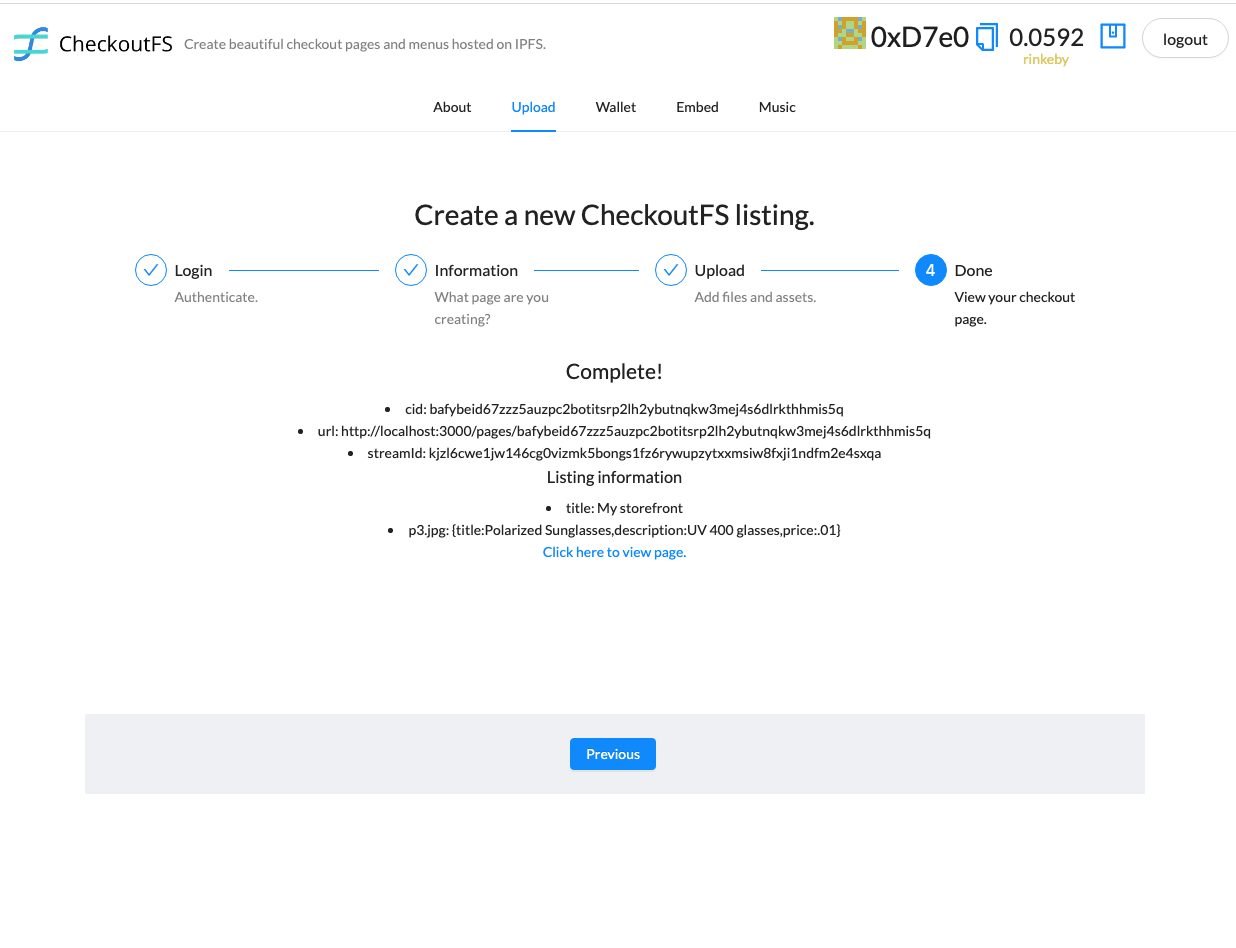 CheckoutFS Create beautiful checkout pages and menus hosted on IPFS. 0xD7e0 0.0592 logout
rinkeby
About Upload Wallet Embed Music
Create a new CheckoutFS listing.
Login Information Upload 4 Done
Authenticate. What page are you Add files and assets. View your checkout
creating? page.
Complete!
• cid: bafybeid67zzz5auzpc2botitsrp2lh2ybutnqkw3mej4s6dlrkthhmis5q
• url: http://localhost:3000/pages/bafybeid67zzz5auzpc2botitsrp2lh2ybutnqkw3mej4s6dlrkthhmis5q
• streamId: kjzl6cwe1jw146cg0vizmk5bongs1fz6rywupzytxxmsiw8fxji1ndfm2e4sxqa
Listing information
• title: My storefront
• p3.jpg: {title:Polarized Sunglasses,description:UV 400 glasses,price:.01}
Click here to view page.
Previous